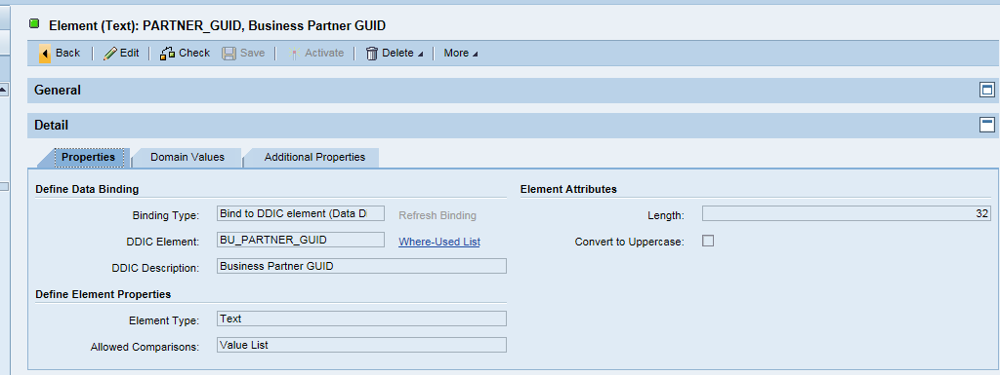 Element (Text): PARTNER_GUID, Business Partner GUID
Back Edit Check Save Activate Delete More
General
Detail
Properties Domain Values Additional Properties
Define Data Binding Element Attributes
Binding Type: Bind to DDIC element (Data D Refresh Binding Length: 32
DDIC Element: BU_PARTNER_GUID Where-Used List Convert to Uppercase:
DDIC Description: Business Partner GUID
Define Element Properties
Element Type: Text
Allowed Comparisons: Value List